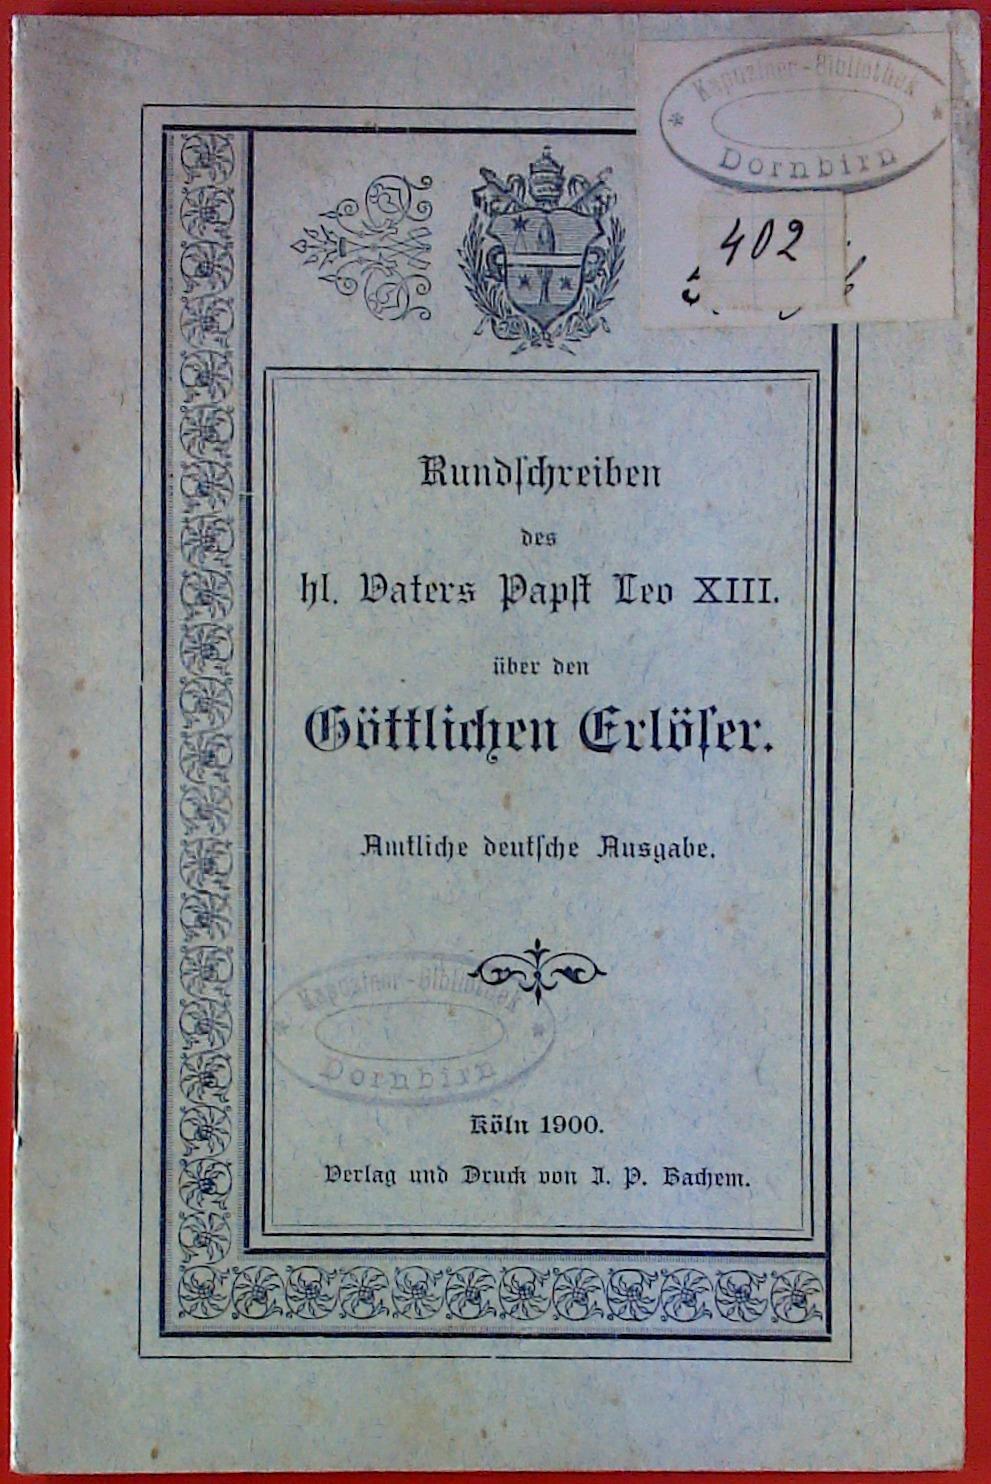 Kapuziner-Bibliothek
Dornbirn
402
Rundschreiben
des
hl. Vaters Papst Leo XIII.
über den
Göttlichen Erlöser.
Amtliche deutsche Ausgabe.
Kapuziner-Bibliothek
Dornbirn
Köln 1900.
Verlag und Druck von J. P. Bachem.